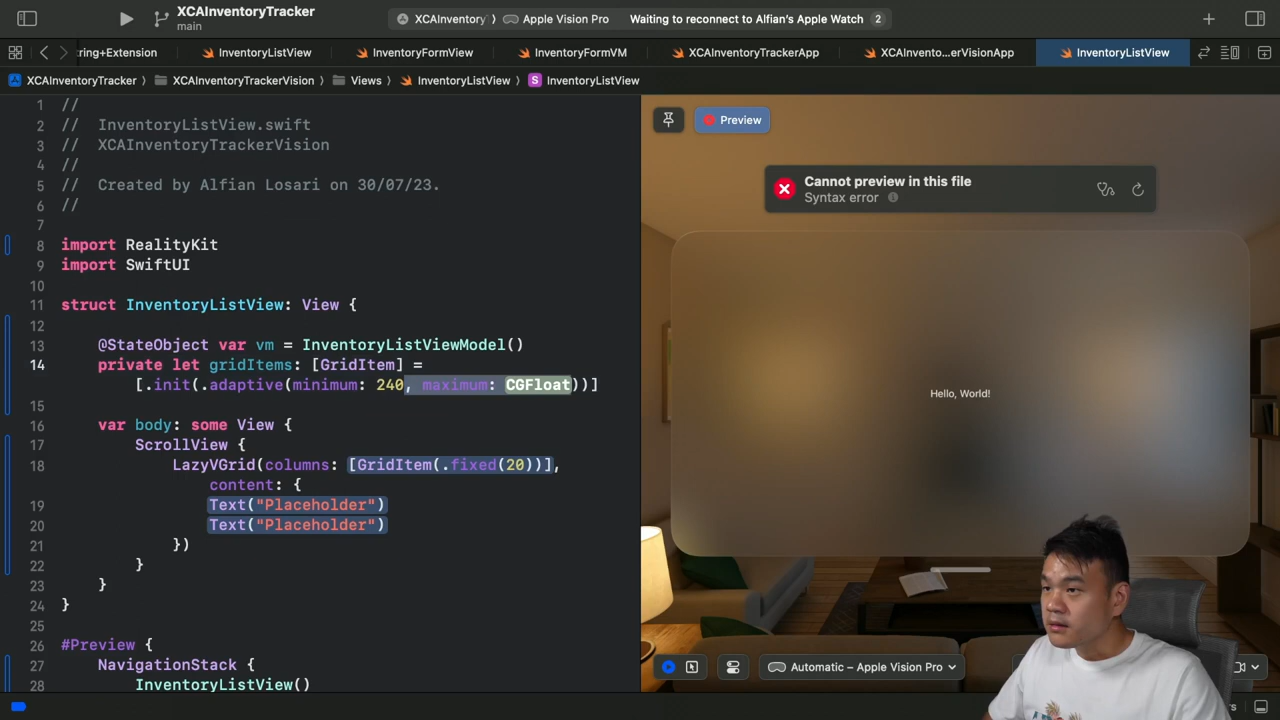 XCAInventoryTracker
main
XCAInventory
Apple Vision Pro
Waiting to reconnect to Alfian's Apple Watch
2
ring+Extension
InventoryListView
InventoryFormView
InventoryFormVM
XCAInventoryTrackerApp
XCAInvento...erVisionApp
InventoryListView
XCAInventoryTracker
XCAInventoryTrackerVision
Views
InventoryListView
S
InventoryListView
1 //
2 // InventoryListView.swift
3 // XCAInventoryTrackerVision
4 //
5 // Created by Alfian Losari on 30/07/23.
6 //
7
8 import RealityKit
9 import SwiftUI
10
11 struct InventoryListView: View {
12
13 @StateObject var vm = InventoryListViewModel()
14 private let gridItems: [GridItem] =
[.init(.adaptive(minimum: 240, maximum: CGFloat))]
15
16 var body: some View {
17 ScrollView {
18 LazyVGrid(columns: [GridItem(.fixed(20))],
content: {
19 Text("Placeholder")
20 Text("Placeholder")
21 })
22 }
23 }
24 }
25
26 #Preview {
27 NavigationStack {
28 InventoryListView()
Preview
Cannot preview in this file
Syntax error
Hello, World!
Automatic – Apple Vision Pro